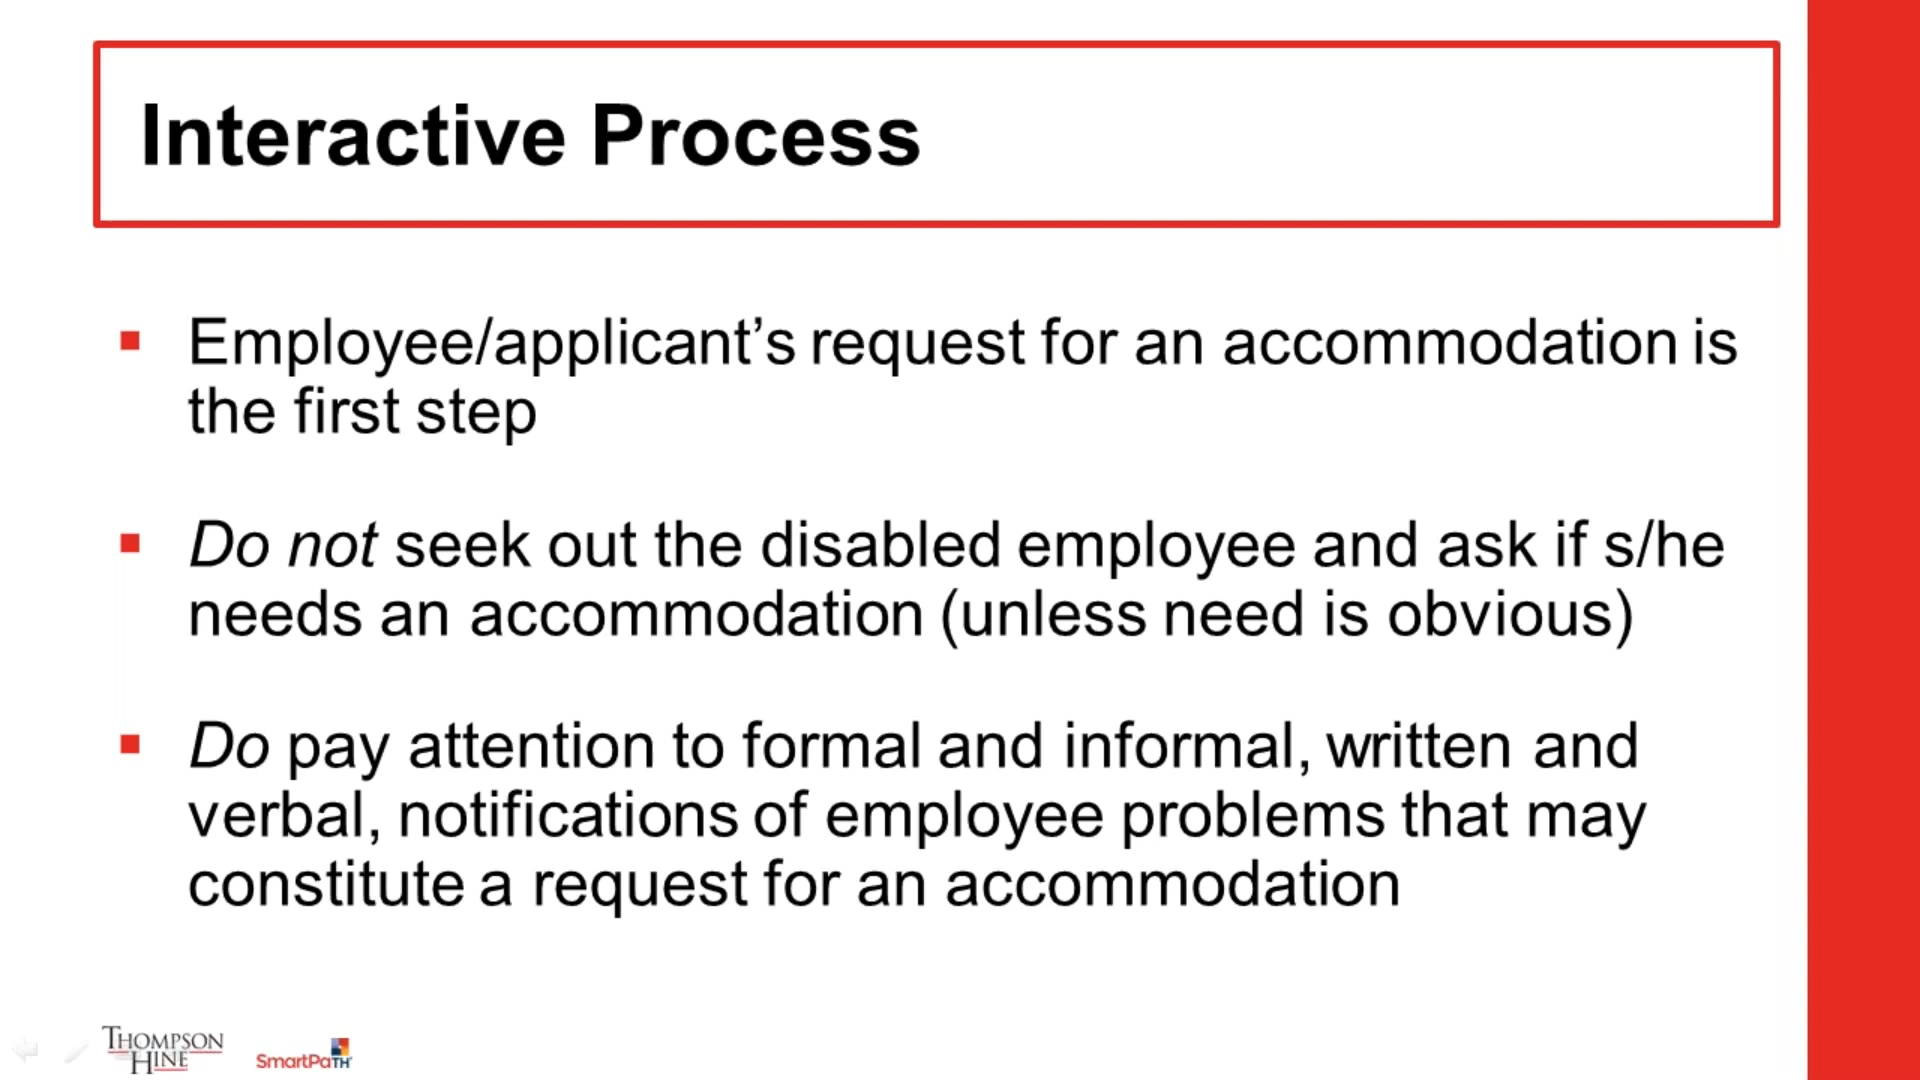 Interactive Process
Employee/applicant’s request for an accommodation is
the first step
Do not seek out the disabled employee and ask if s/he
needs an accommodation (unless need is obvious)
Do pay attention to formal and informal, written and
verbal, notifications of employee problems that may
constitute a request for an accommodation
THOMPSON
HINE
SmartPaTH